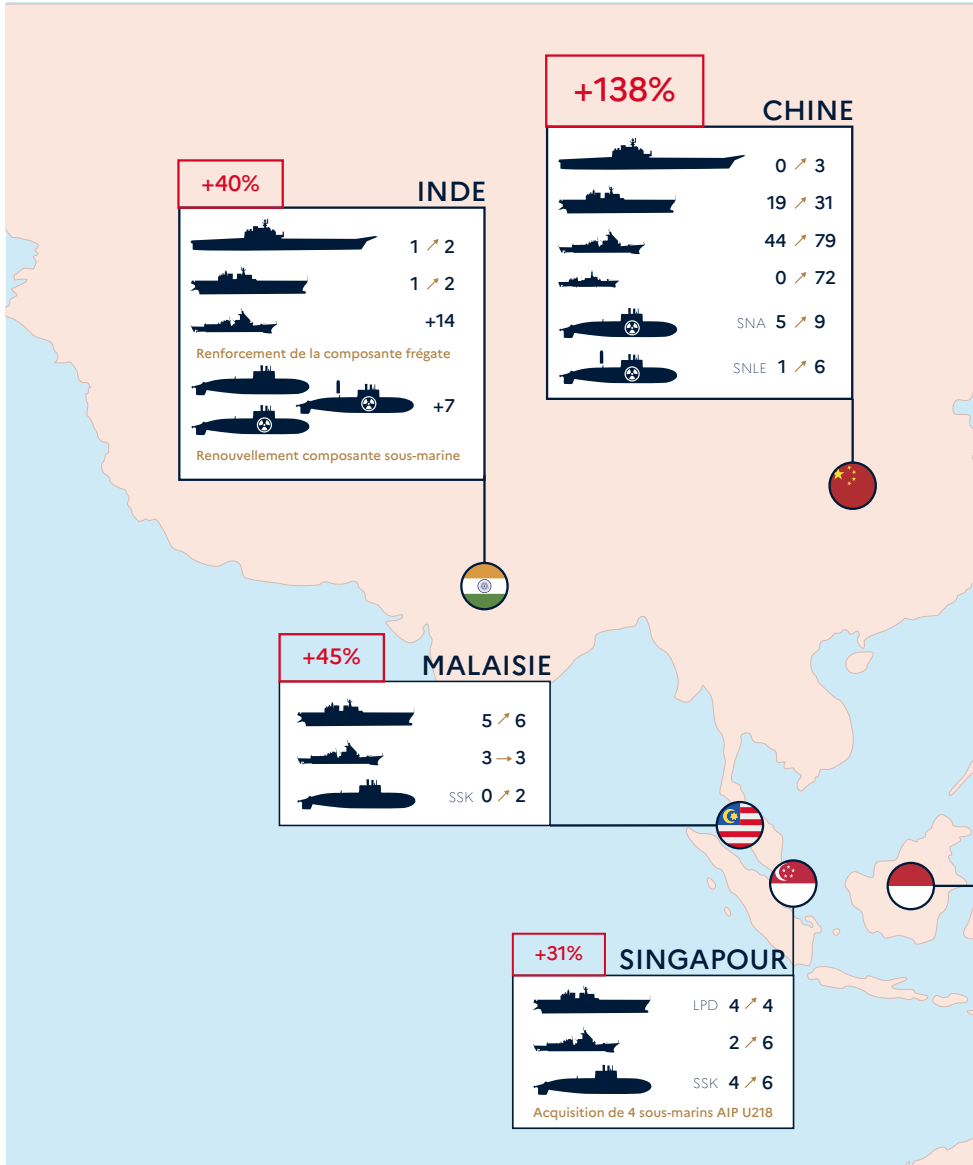 +138%
CHINE
0 ↗ 3
19 ↗ 31
44 ↗ 79
0 ↗ 72
SNA 5 ↗ 9
SNLE 1 ↗ 6
+40%
INDE
1 ↗ 2
1 ↗ 2
+14
Renforcement de la composante frégate
+7
Renouvellement composante sous-marine
+45%
MALAISIE
5 ↗ 6
3 → 3
SSK 0 ↗ 2
+31%
SINGAPOUR
LPD 4 ↗ 4
2 ↗ 6
SSK 4 ↗ 6
Acquisition de 4 sous-marins AIP U218